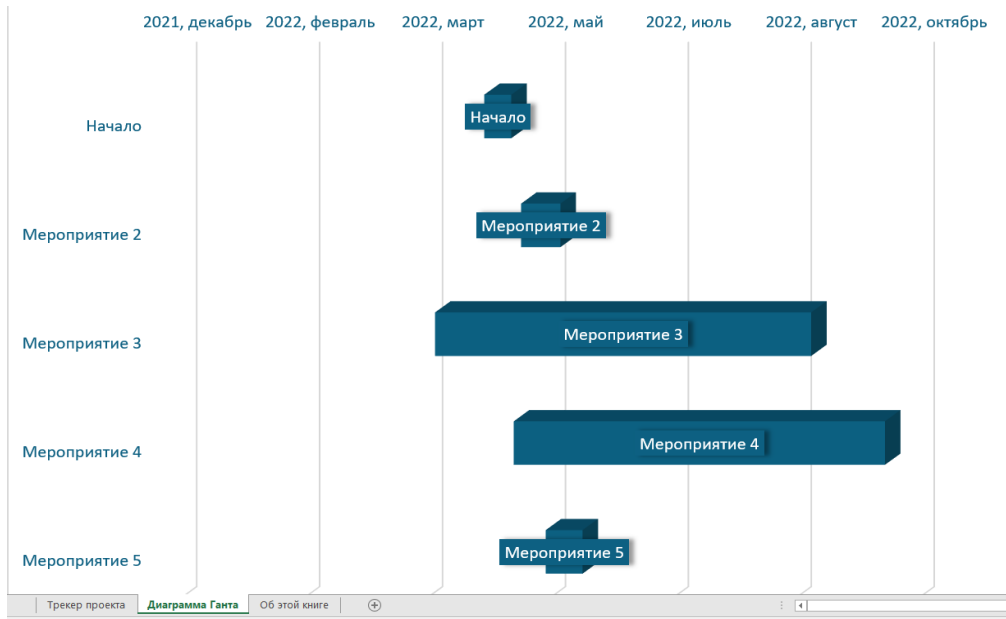 2021, декабрь 2022, февраль 2022, март 2022, май 2022, июль 2022, август 2022, октябрь
Начало Начало
Мероприятие 2 Мероприятие 2
Мероприятие 3 Мероприятие 3
Мероприятие 4 Мероприятие 4
Мероприятие 5 Мероприятие 5
Трекер проекта Диаграмма Ганта Об этой книге